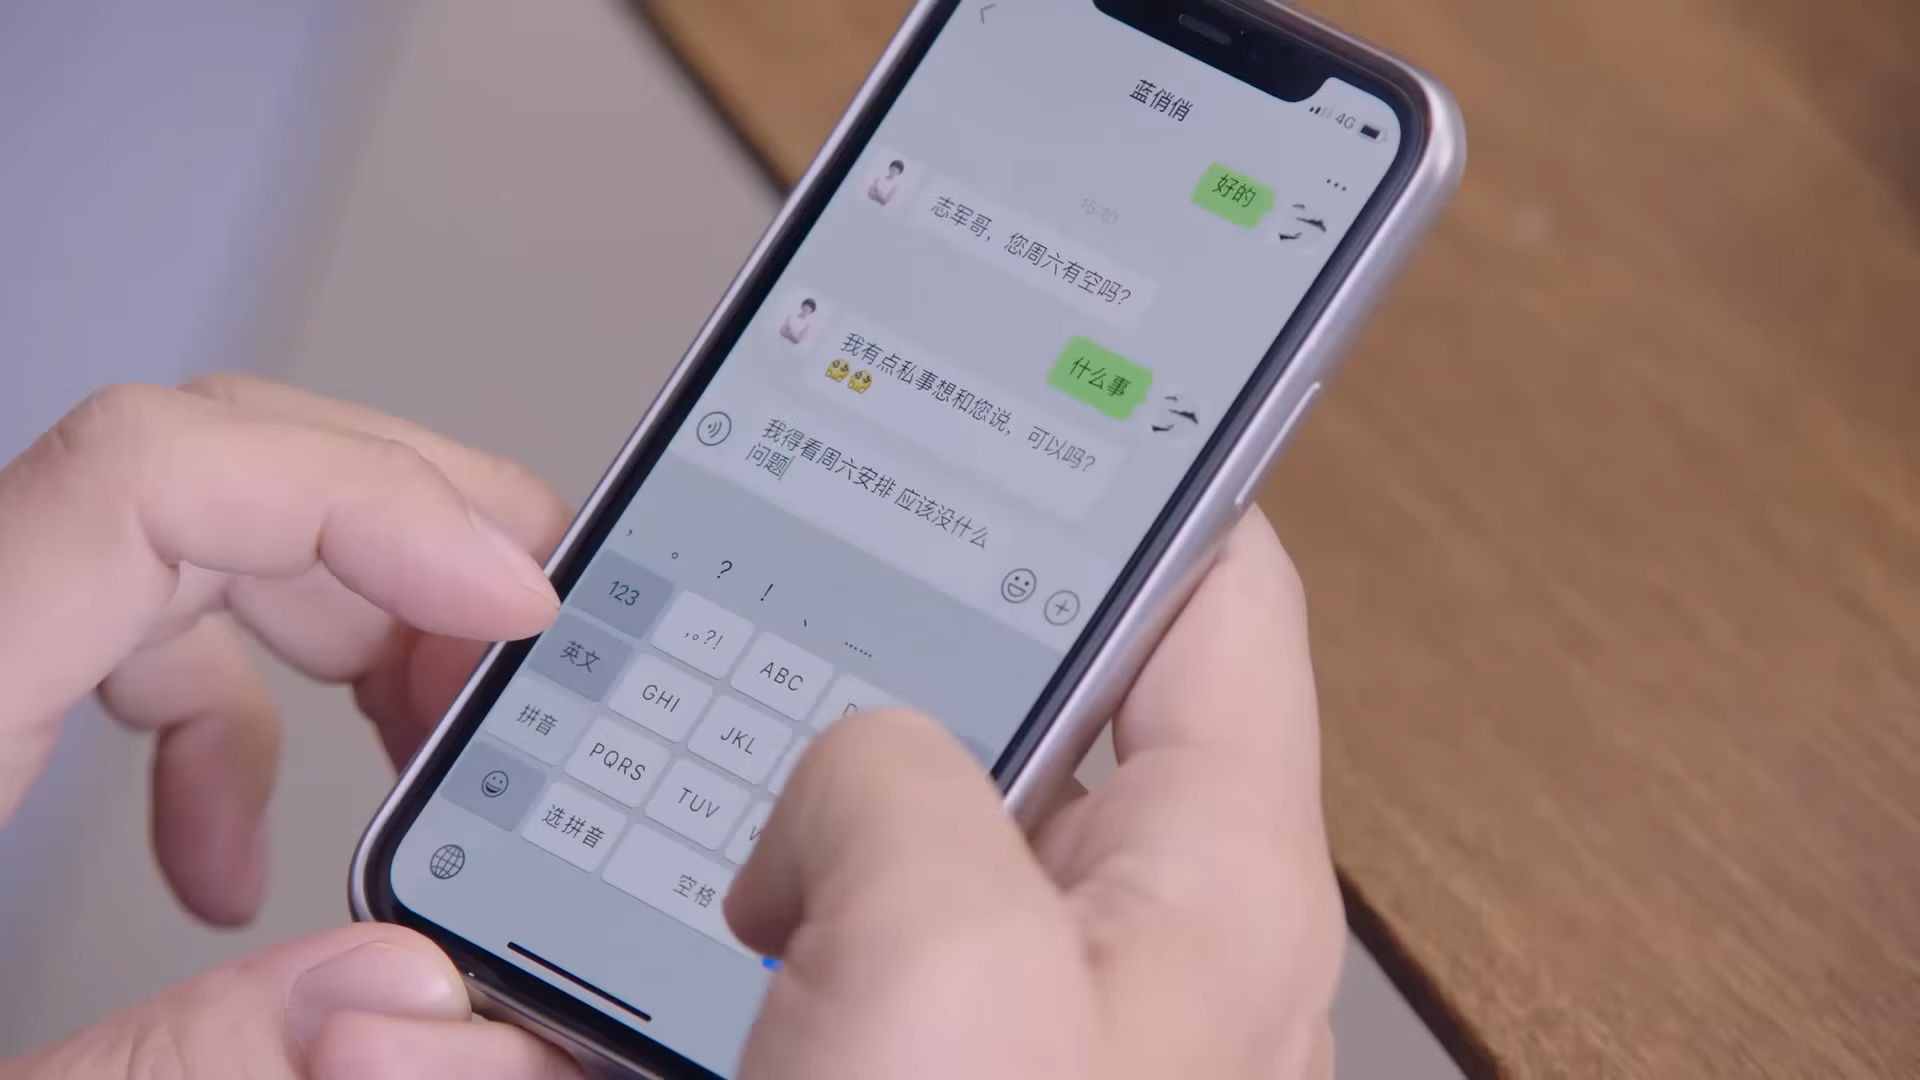 蓝俏俏
4G
好的
15:10
志军哥，您周六有空吗？
什么事
我有点私事想和您说，可以吗？
我得看周六安排 应该没什么
问题
， 。 ？ ！ 、 ……
123
,。?!
ABC
英文
GHI
JKL
拼音
PQRS
TUV
选拼音
空格